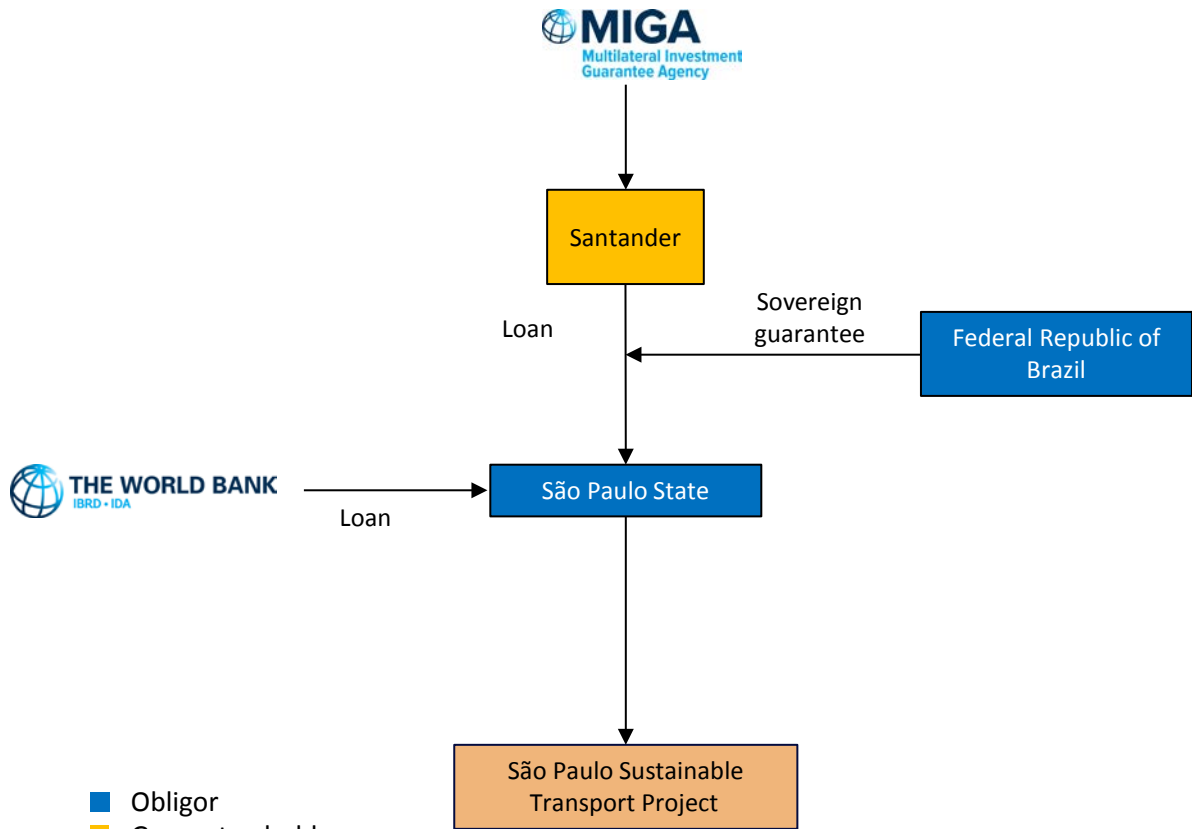 MIGA
Multilateral Investment
Guarantee Agency
Santander
Loan
Sovereign
guarantee
Federal Republic of
Brazil
THE WORLD BANK
IBRD • IDA
Loan
São Paulo State
São Paulo Sustainable
Transport Project
Obligor